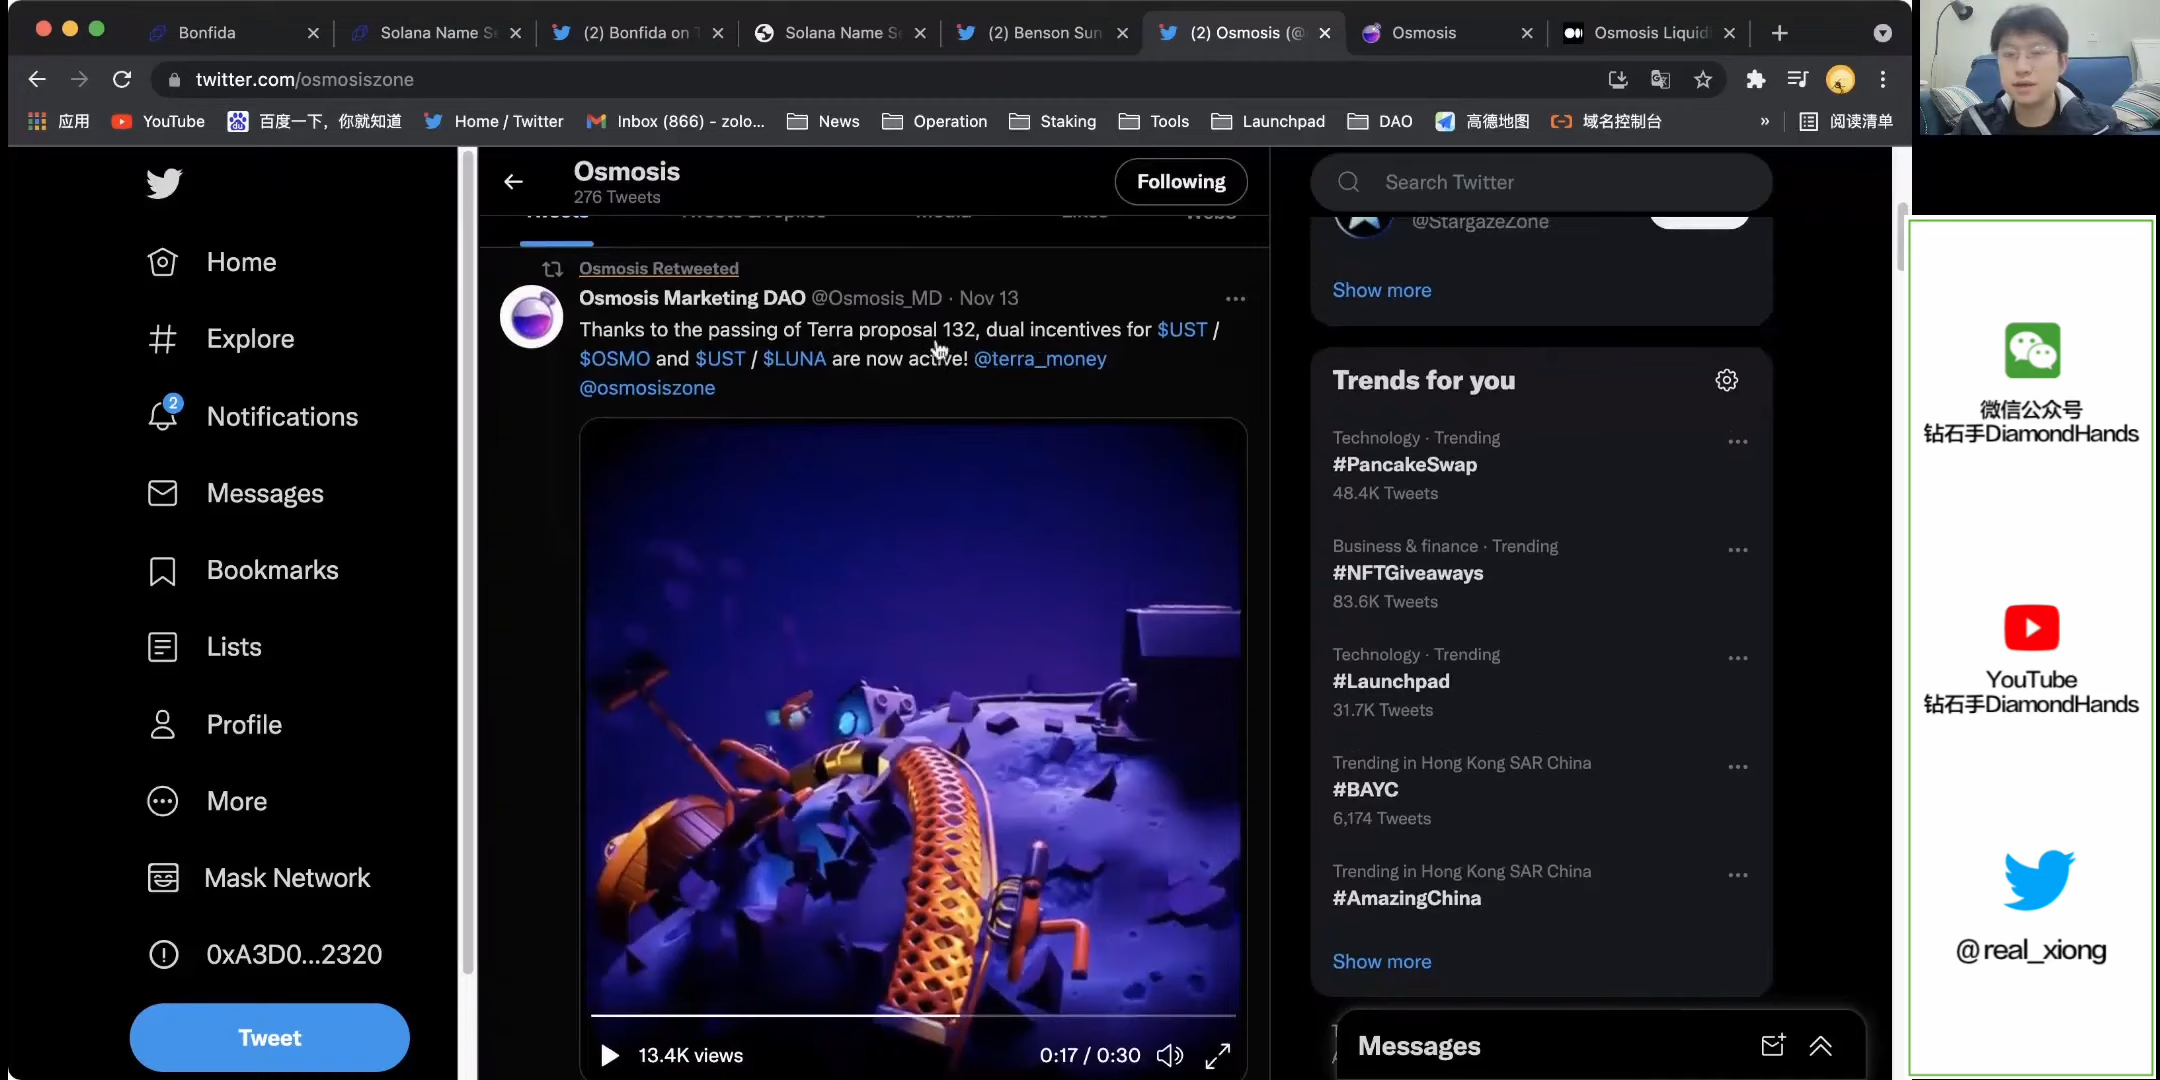 Bonfida
Solana Name Se
(2) Bonfida on T
Solana Name Se
(2) Benson Sun
(2) Osmosis (@
Osmosis
Osmosis Liquid
twitter.com/osmosiszone
应用
YouTube
百度一下，你就知道
Home / Twitter
Inbox (866) - zolo...
News
Operation
Staking
Tools
Launchpad
DAO
高德地图
域名控制台
»
阅读清单
Home
Explore
2
Notifications
Messages
Bookmarks
Lists
Profile
More
Mask Network
0xA3D0...2320
Tweet
Osmosis
276 Tweets
Following
Tweets
Tweets & replies
Media
Likes
Osmosis Retweeted
Osmosis Marketing DAO @Osmosis_MD · Nov 13
Thanks to the passing of Terra proposal 132, dual incentives for $UST /
$OSMO and $UST / $LUNA are now active! @terra_money
@osmosiszone
13.4K views
0:17 / 0:30
Search Twitter
@StargazeZone
Show more
Trends for you
Technology · Trending
#PancakeSwap
48.4K Tweets
Business & finance · Trending
#NFTGiveaways
83.6K Tweets
Technology · Trending
#Launchpad
31.7K Tweets
Trending in Hong Kong SAR China
#BAYC
6,174 Tweets
Trending in Hong Kong SAR China
#AmazingChina
Show more
Messages
微信公众号
钻石手DiamondHands
YouTube
钻石手DiamondHands
@real_xiong